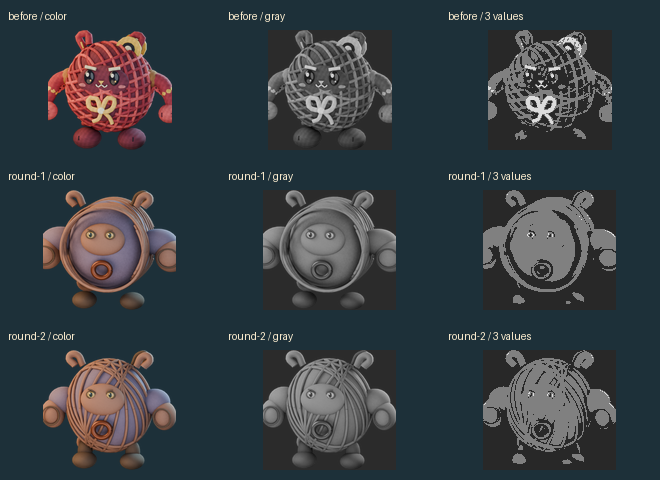 before / color
before / gray
before / 3 values
round-1 / color
round-1 / gray
round-1 / 3 values
round-2 / color
round-2 / gray
round-2 / 3 values